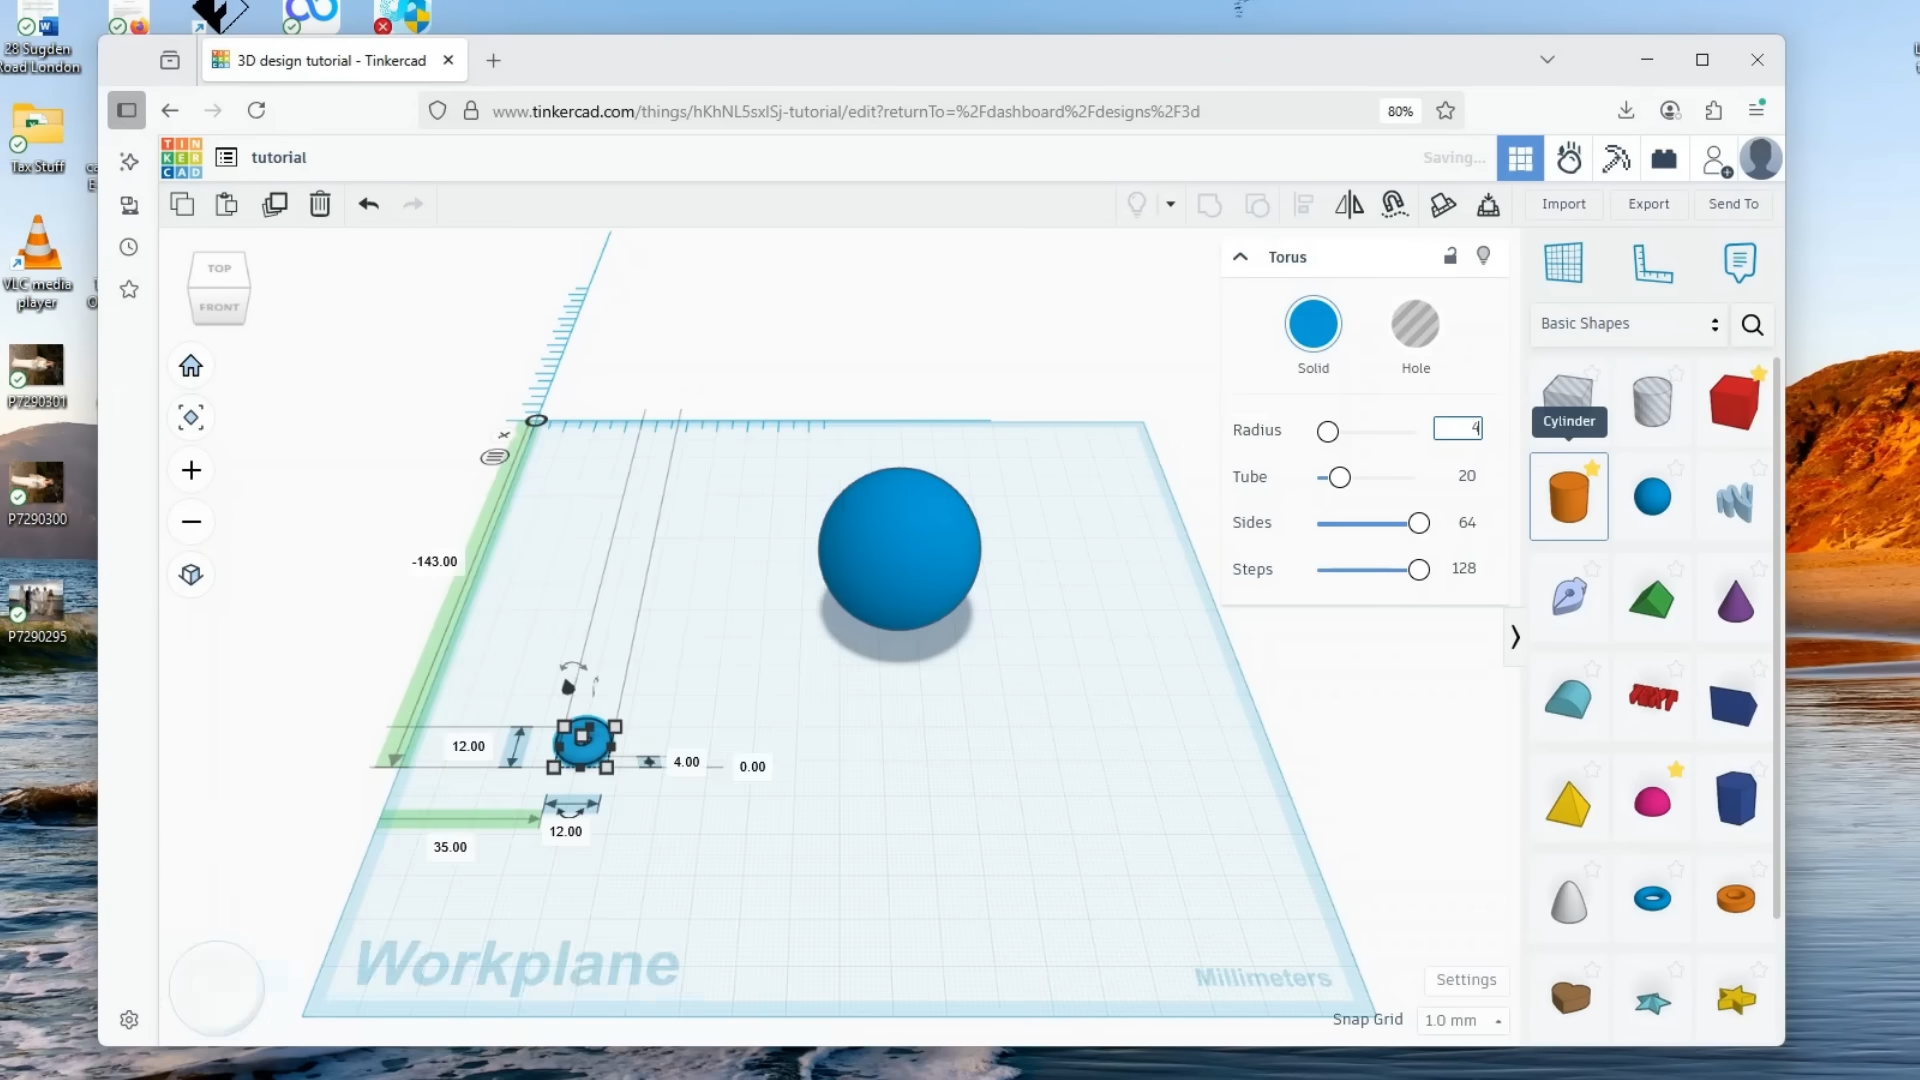 28 Sugden
Road London
Tax Stuff
VLC media
player
P7290301
P7290300
P7290295
3D design tutorial - Tinkercad
www.tinkercad.com/things/hKhNL5sxlSj-tutorial/edit?returnTo=%2Fdashboard%2Fdesigns%2F3d
80%
TIN
KER
CAD
tutorial
Saving...
Import
Export
Send To
TOP
FRONT
Torus
Solid
Hole
Radius
4
Tube
20
Sides
64
Steps
128
Basic Shapes
Cylinder
TEXT
-143.00
12.00
4.00
0.00
12.00
35.00
Workplane
Millimeters
Settings
Snap Grid
1.0 mm